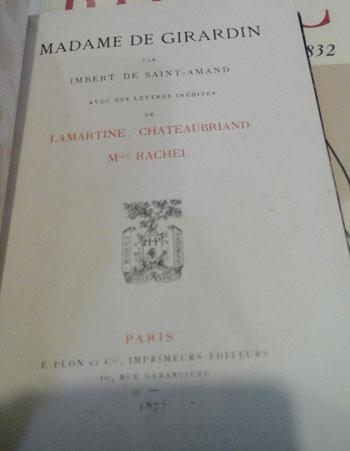 MADAME DE GIRARDIN
PAR
IMBERT DE SAINT-AMAND
AVEC DES LETTRES INÉDITES
DE
LAMARTINE, CHATEAUBRIAND
MLLE RACHEL
PARIS
E. PLON ET Cie, IMPRIMEURS-ÉDITEURS
10, RUE GARANCIÈRE
1875
832